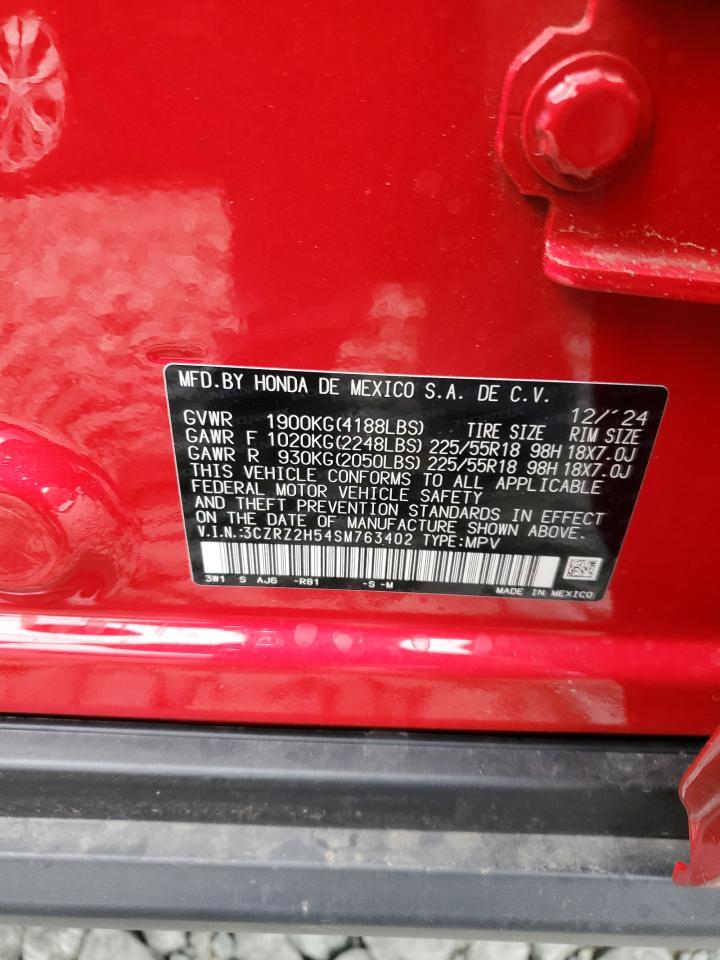 MFD.BY HONDA DE MEXICO S.A. DE C.V.
12/'24
GVWR 1900KG(4188LBS) TIRE SIZE RIM SIZE
GAWR F 1020KG(2248LBS) 225/55R18 98H 18X7.0J
GAWR R 930KG(2050LBS) 225/55R18 98H 18X7.0J
THIS VEHICLE CONFORMS TO ALL APPLICABLE
FEDERAL MOTOR VEHICLE SAFETY
AND THEFT PREVENTION STANDARDS IN EFFECT
ON THE DATE OF MANUFACTURE SHOWN ABOVE.
V.I.N.:3CZRZ2H54SM763402 TYPE:MPV
3W1 S AJ6 -R81 -S -M
MADE IN MEXICO